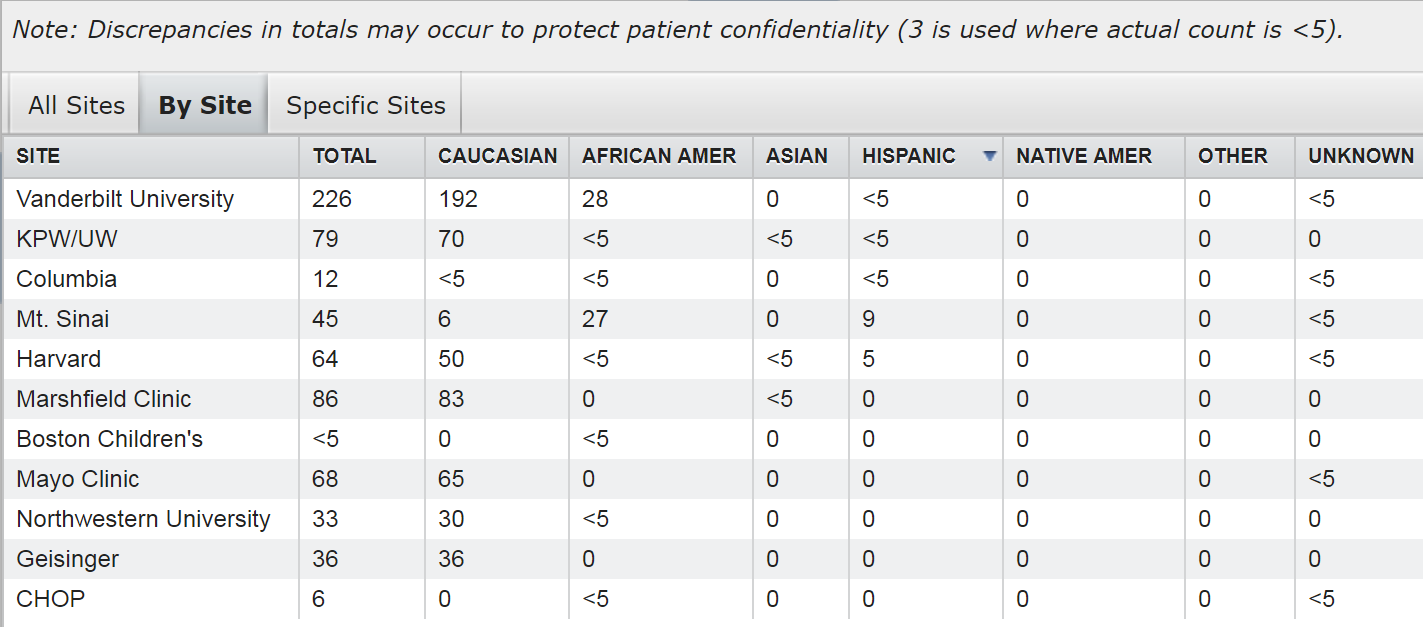 Note: Discrepancies in totals may occur to protect patient confidentiality (3 is used where actual count is <5).
All Sites By Site Specific Sites
SITE TOTAL CAUCASIAN AFRICAN AMER ASIAN HISPANIC NATIVE AMER OTHER UNKNOWN
Vanderbilt University 226 192 28 0 <5 0 0 <5
KPW/UW 79 70 <5 <5 <5 0 0 0
Columbia 12 <5 <5 0 <5 0 0 <5
Mt. Sinai 45 6 27 0 9 0 0 <5
Harvard 64 50 <5 <5 5 0 0 <5
Marshfield Clinic 86 83 0 <5 0 0 0 0
Boston Children's <5 0 <5 0 0 0 0 0
Mayo Clinic 68 65 0 0 0 0 0 <5
Northwestern University 33 30 <5 0 0 0 0 0
Geisinger 36 36 0 0 0 0 0 0
CHOP 6 0 <5 0 0 0 0 <5